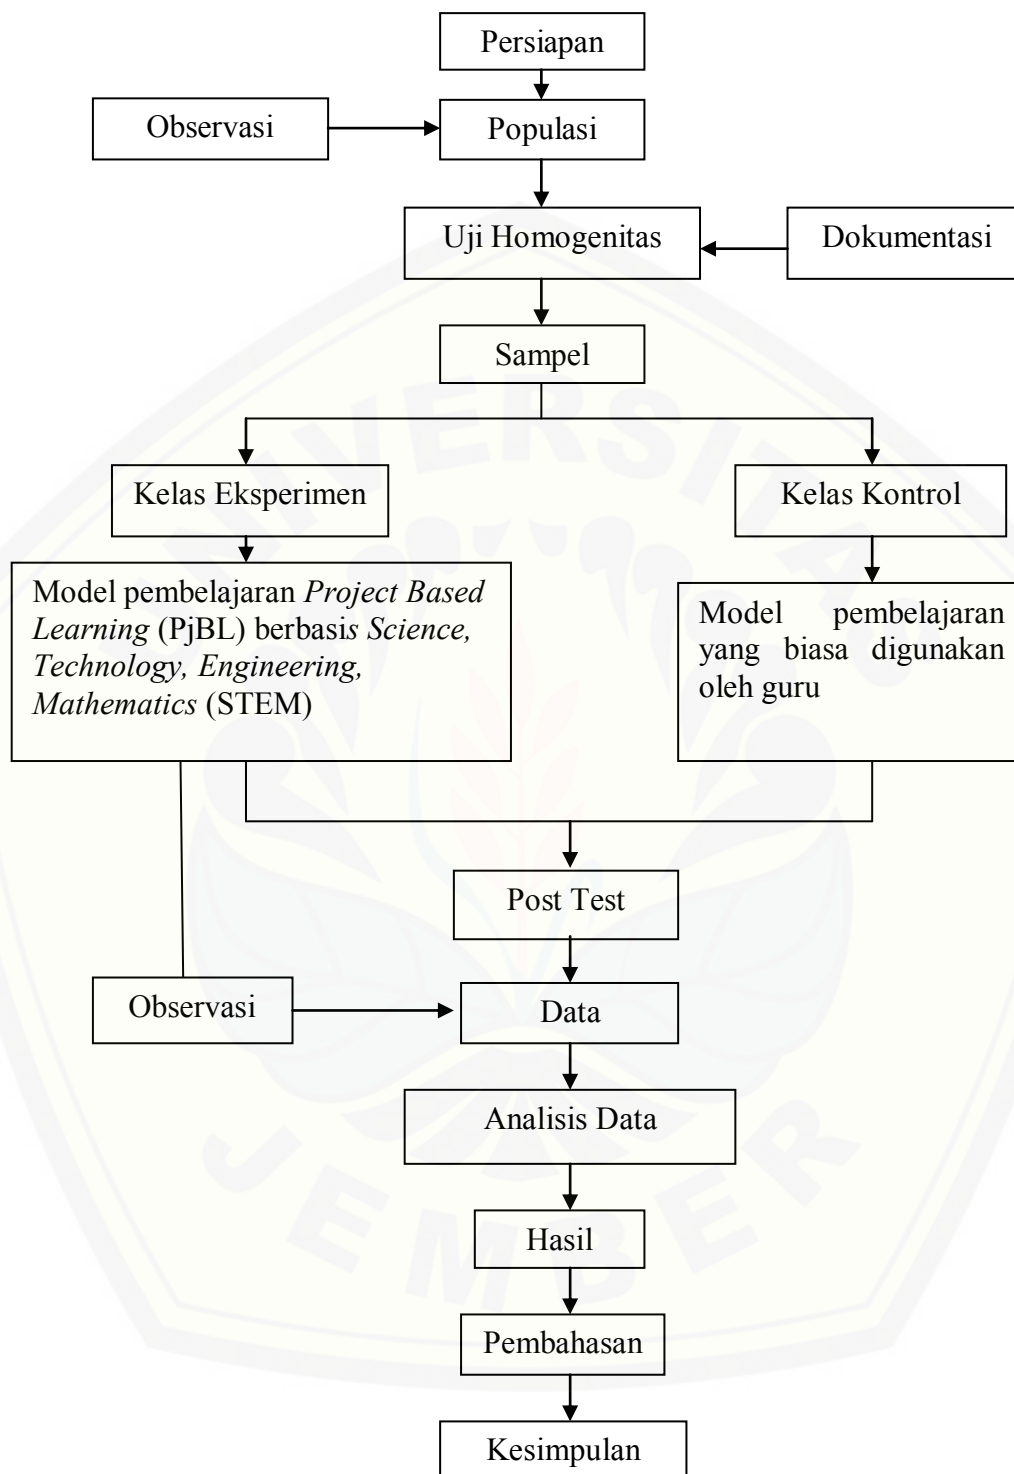 Persiapan
Observasi
Populasi
Uji Homogenitas
Dokumentasi
Sampel
Kelas Eksperimen
Kelas Kontrol
Model pembelajaran Project Based
Learning (PjBL) berbasis Science,
Technology, Engineering,
Mathematics (STEM)
Model pembelajaran
yang biasa digunakan
oleh guru
Post Test
Observasi
Data
Analisis Data
Hasil
Pembahasan
Kesimpulan
UNIVERSITAS
JEMBER